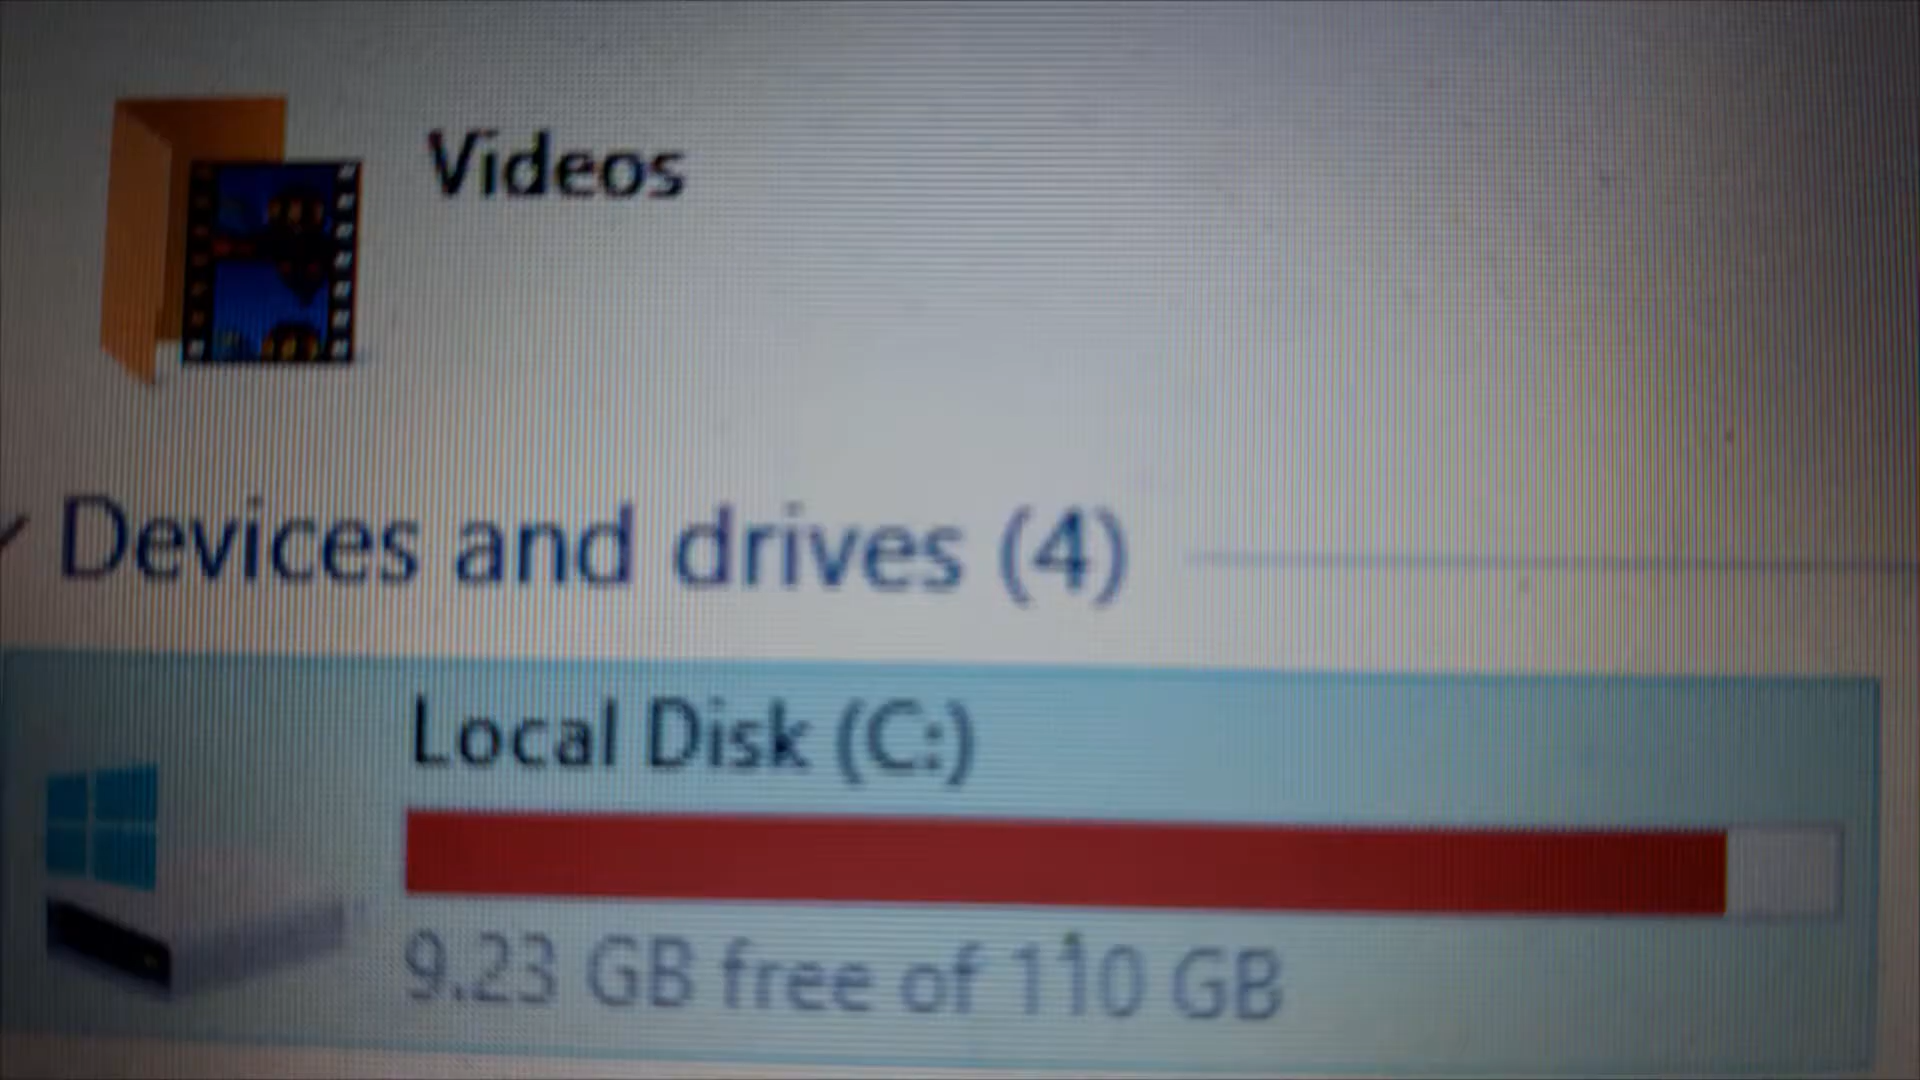 Videos
Devices and drives (4)
Local Disk (C:)
9.23 GB free of 110 GB